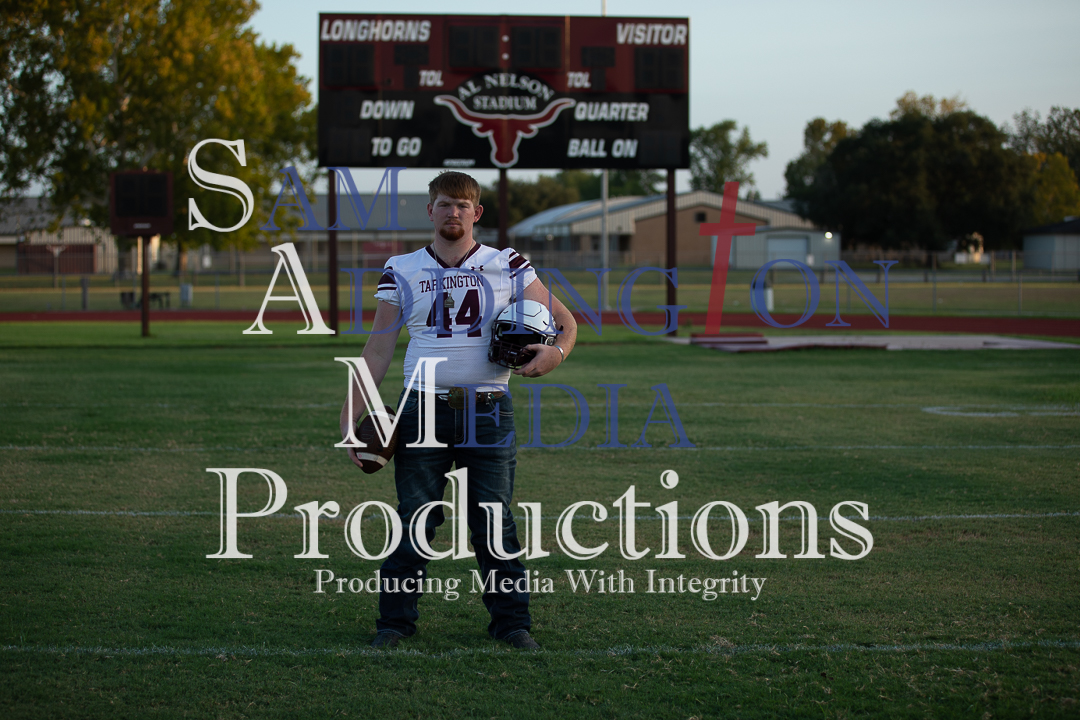 LONGHORNS VISITOR
TOL TOL
AL NELSON
STADIUM
DOWN QUARTER
TO GO BALL ON
SAM
ADDINGTON
TARKINGTON
44
MEDIA
Productions
Producing Media With Integrity